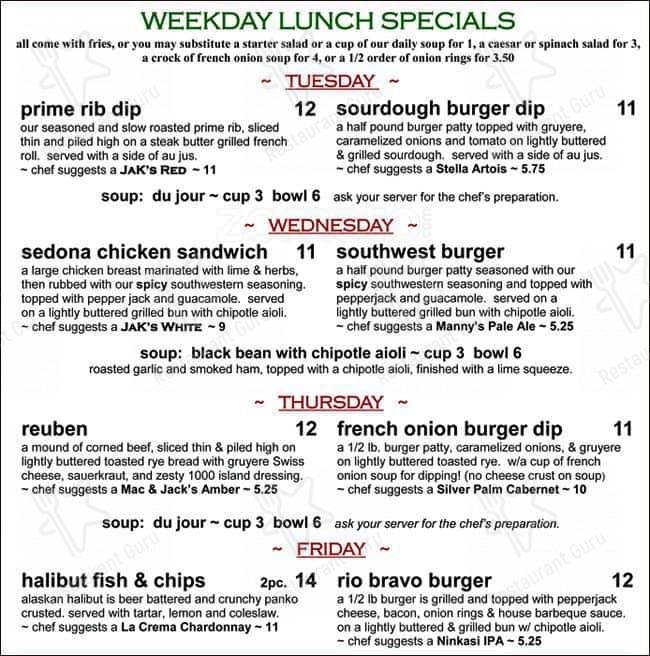 WEEKDAY LUNCH SPECIALS
all come with fries, or you may substitute a starter salad or a cup of our daily soup for 1, a caesar or spinach salad for 3,
a crock of french onion soup for 4, or a 1/2 order of onion rings for 3.50
~ TUESDAY ~
prime rib dip 12
our seasoned and slow roasted prime rib, sliced
thin and piled high on a steak butter grilled french
roll. served with a side of au jus.
~ chef suggests a JAK'S RED ~ 11
sourdough burger dip 11
a half pound burger patty topped with gruyere,
caramelized onions and tomato on lightly buttered
& grilled sourdough. served with a side of au jus.
~ chef suggests a Stella Artois ~ 5.75
soup: du jour ~ cup 3 bowl 6 ask your server for the chef's preparation.
~ WEDNESDAY ~
sedona chicken sandwich 11
a large chicken breast marinated with lime & herbs,
then rubbed with our spicy southwestern seasoning.
topped with pepper jack and guacamole. served
on a lightly buttered grilled bun with chipotle aioli.
~ chef suggests a JAK'S WHITE ~ 9
southwest burger 11
a half pound burger patty seasoned with our
spicy southwestern seasoning and topped with
pepperjack and guacamole. served on a
lightly buttered grilled bun with chipotle aioli.
~ chef suggests a Manny's Pale Ale ~ 5.25
soup: black bean with chipotle aioli ~ cup 3 bowl 6
roasted garlic and smoked ham, topped with a chipotle aioli, finished with a lime squeeze.
~ THURSDAY ~
reuben 12
a mound of corned beef, sliced thin & piled high on
lightly buttered toasted rye bread with gruyere Swiss
cheese, sauerkraut, and zesty 1000 island dressing.
~ chef suggests a Mac & Jack's Amber ~ 5.25
french onion burger dip 11
a 1/2 lb. burger patty, caramelized onions, & gruyere
on lightly buttered toasted rye. w/a cup of french
onion soup for dipping! (no cheese crust on soup)
~ chef suggests a Silver Palm Cabernet ~ 10
soup: du jour ~ cup 3 bowl 6 ask your server for the chef's preparation.
~ FRIDAY ~
halibut fish & chips 2pc. 14
alaskan halibut is beer battered and crunchy panko
crusted. served with tartar, lemon and coleslaw.
~ chef suggests a La Crema Chardonnay ~ 11
rio bravo burger 12
a 1/2 lb burger is grilled and topped with pepperjack
cheese, bacon, onion rings & house barbeque sauce.
on a lightly buttered & grilled bun w/ chipotle aioli.
~ chef suggests a Ninkasi IPA ~ 5.25
Restaurant Guru